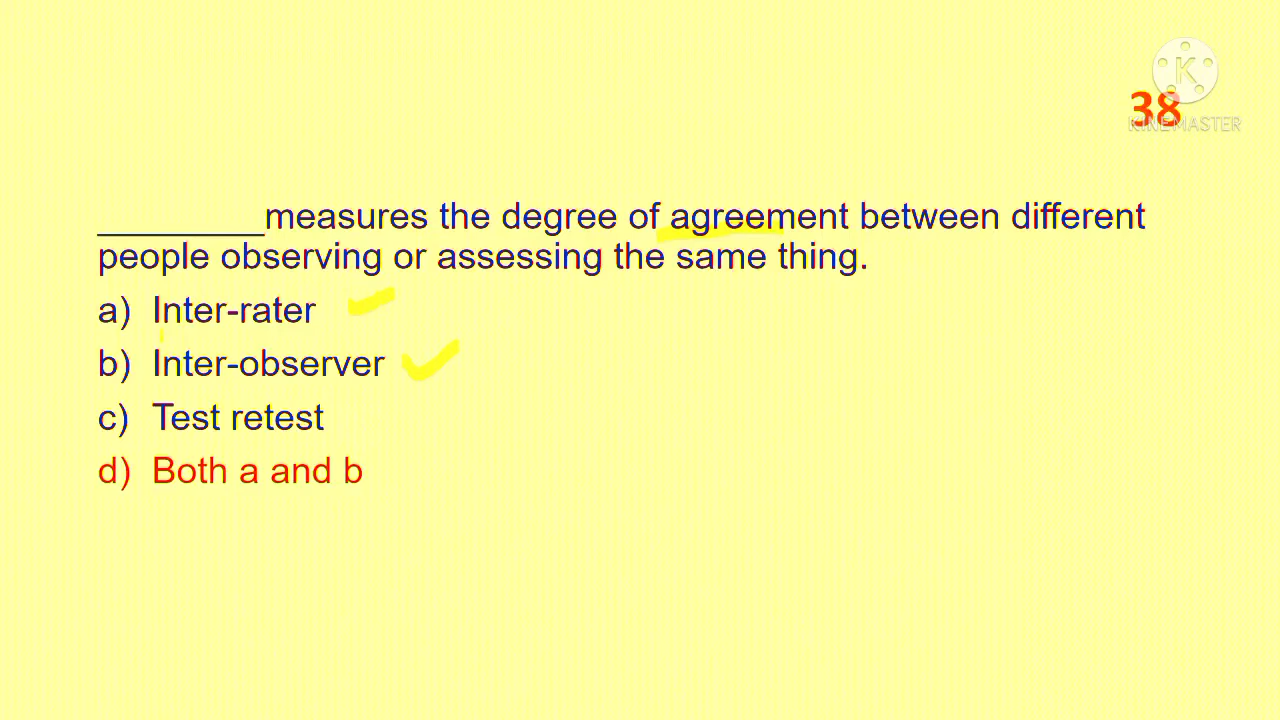 K
38
KINEMASTER
________measures the degree of agreement between different
people observing or assessing the same thing.
a) Inter-rater
b) Inter-observer
c) Test retest
d) Both a and b